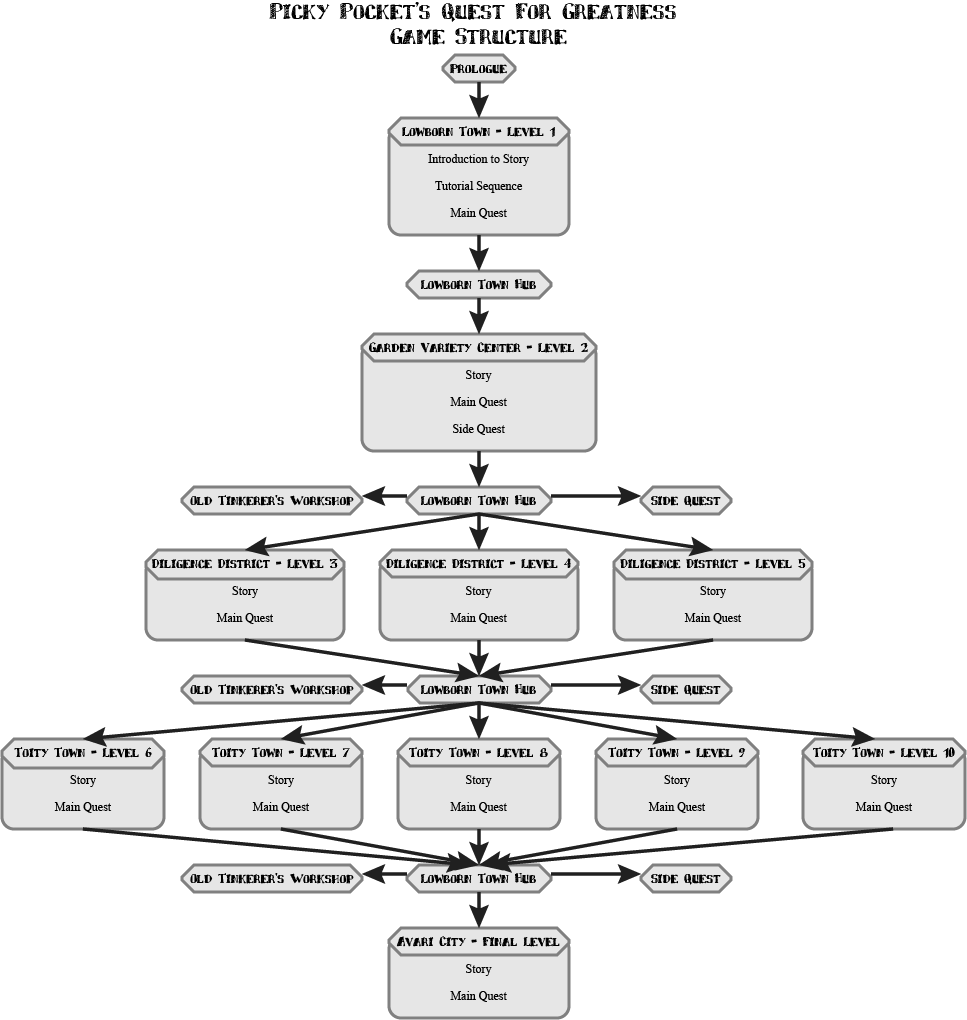 Picky Pocket's Quest For Greatness
Game Structure
Prologue
Lowborn Town - Level 1
Introduction to Story
Tutorial Sequence
Main Quest
Lowborn Town Hub
Garden Variety Center - Level 2
Story
Main Quest
Side Quest
Old Tinkerer's Workshop
Lowborn Town Hub
Side Quest
Diligence District - Level 3
Story
Main Quest
Diligence District - Level 4
Story
Main Quest
Diligence District - Level 5
Story
Main Quest
Old Tinkerer's Workshop
Lowborn Town Hub
Side Quest
Toity Town - Level 6
Story
Main Quest
Toity Town - Level 7
Story
Main Quest
Toity Town - Level 8
Story
Main Quest
Toity Town - Level 9
Story
Main Quest
Toity Town - Level 10
Story
Main Quest
Old Tinkerer's Workshop
Lowborn Town Hub
Side Quest
Avari City - Final Level
Story
Main Quest